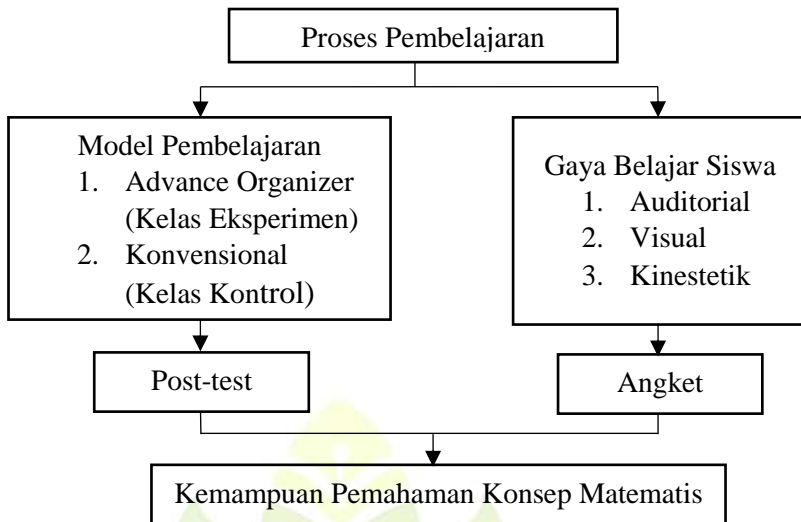 Proses Pembelajaran
Model Pembelajaran
1. Advance Organizer
(Kelas Eksperimen)
2. Konvensional
(Kelas Kontrol)
Gaya Belajar Siswa
1. Auditorial
2. Visual
3. Kinestetik
Post-test
Angket
Kemampuan Pemahaman Konsep Matematis